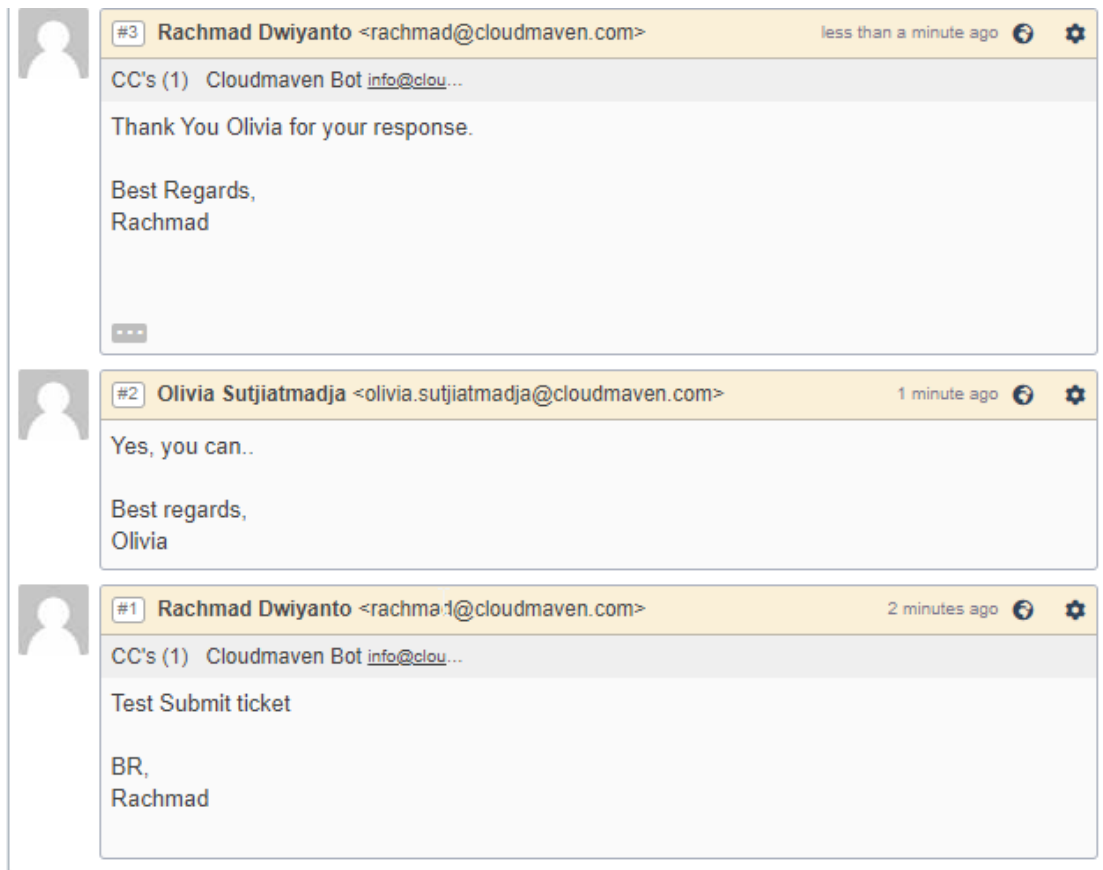 #3 Rachmad Dwiyanto <rachmad@cloudmaven.com> less than a minute ago
CC's (1) Cloudmaven Bot info@clou...
Thank You Olivia for your response.
Best Regards,
Rachmad
#2 Olivia Sutjiatmadja <olivia.sutjiatmadja@cloudmaven.com> 1 minute ago
Yes, you can..
Best regards,
Olivia
#1 Rachmad Dwiyanto <rachmad@cloudmaven.com> 2 minutes ago
CC's (1) Cloudmaven Bot info@clou...
Test Submit ticket
BR,
Rachmad